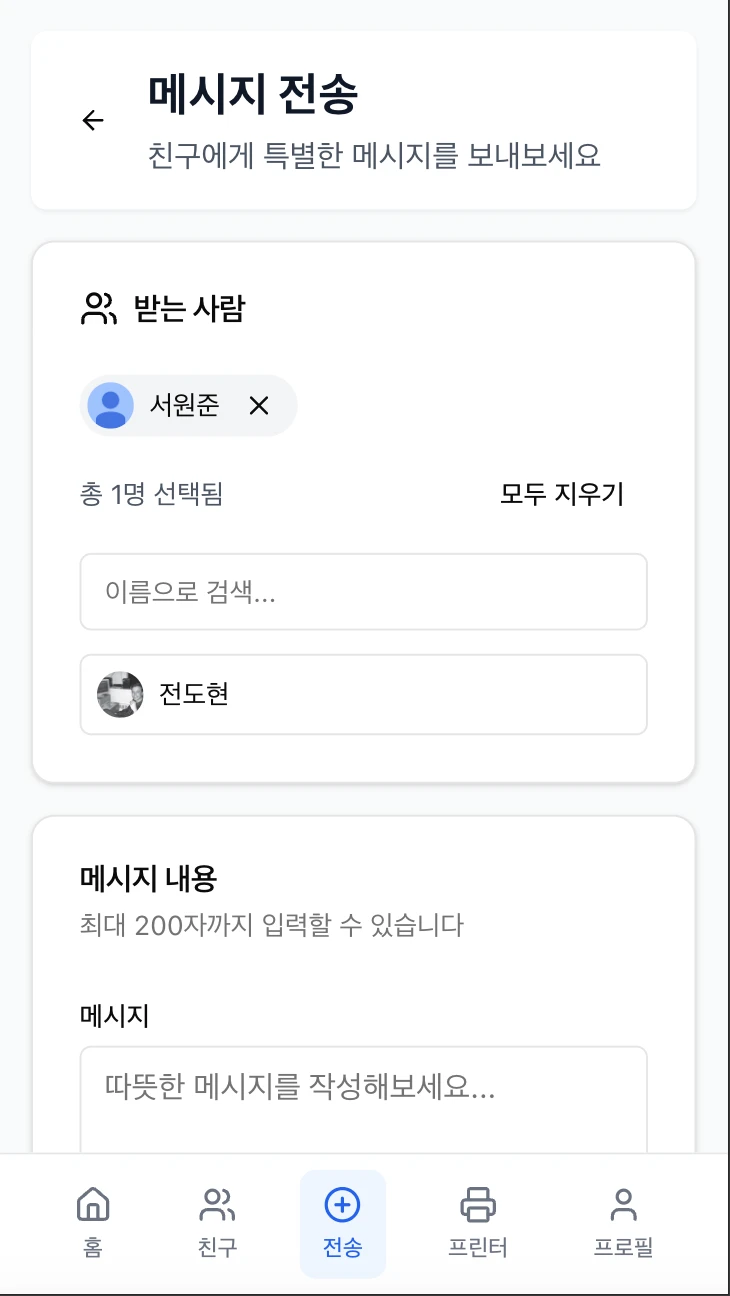 메시지 전송
친구에게 특별한 메시지를 보내보세요
받는 사람
서원준
총 1명 선택됨
모두 지우기
이름으로 검색...
전도현
메시지 내용
최대 200자까지 입력할 수 있습니다
메시지
따뜻한 메시지를 작성해보세요...
홈
친구
전송
프린터
프로필